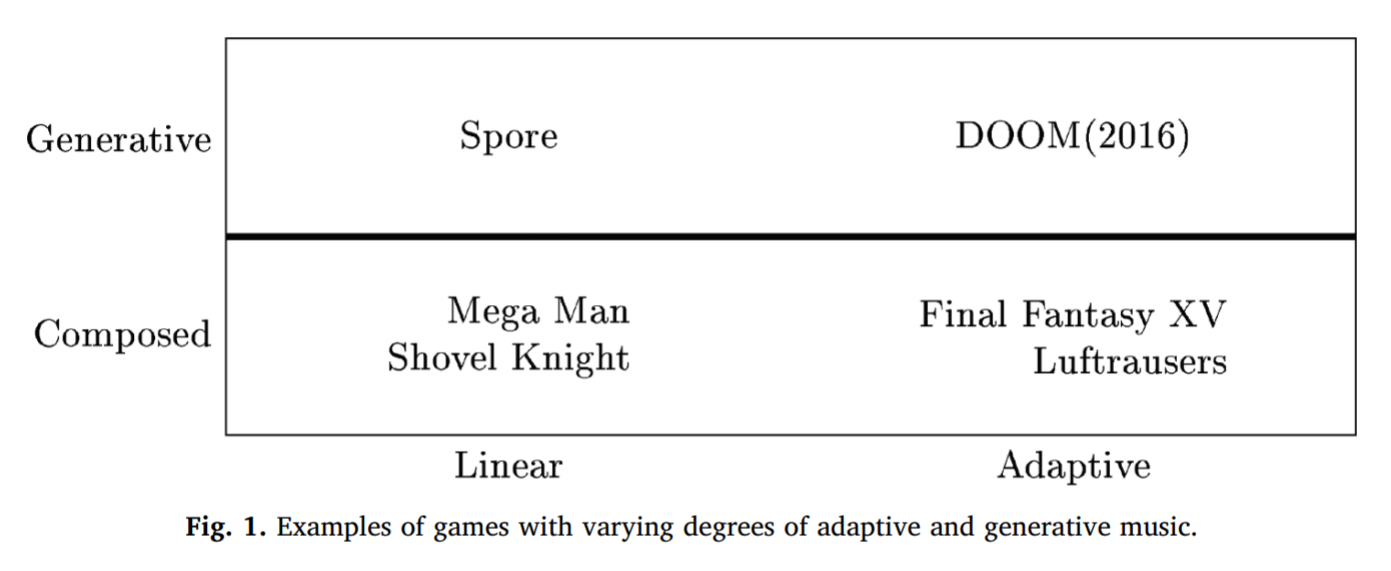 Generative
Spore
DOOM(2016)
Composed
Mega Man
Shovel Knight
Final Fantasy XV
Luftrausers
Linear
Adaptive
Fig. 1. Examples of games with varying degrees of adaptive and generative music.